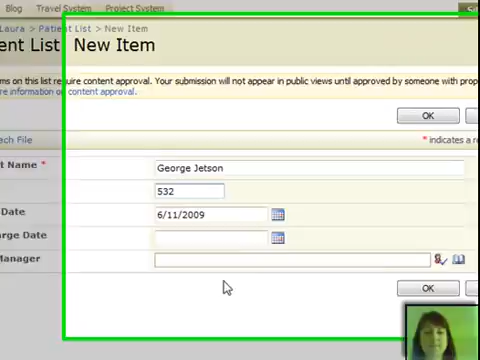 Blog Travel System Project System
Laura > Patient List > New Item
ent List New Item
ms on this list require content approval. Your submission will not appear in public views until approved by someone with prop
re information on content approval.
OK
ach File * indicates a re
t Name * George Jetson
532
Date 6/11/2009
arge Date
Manager
OK